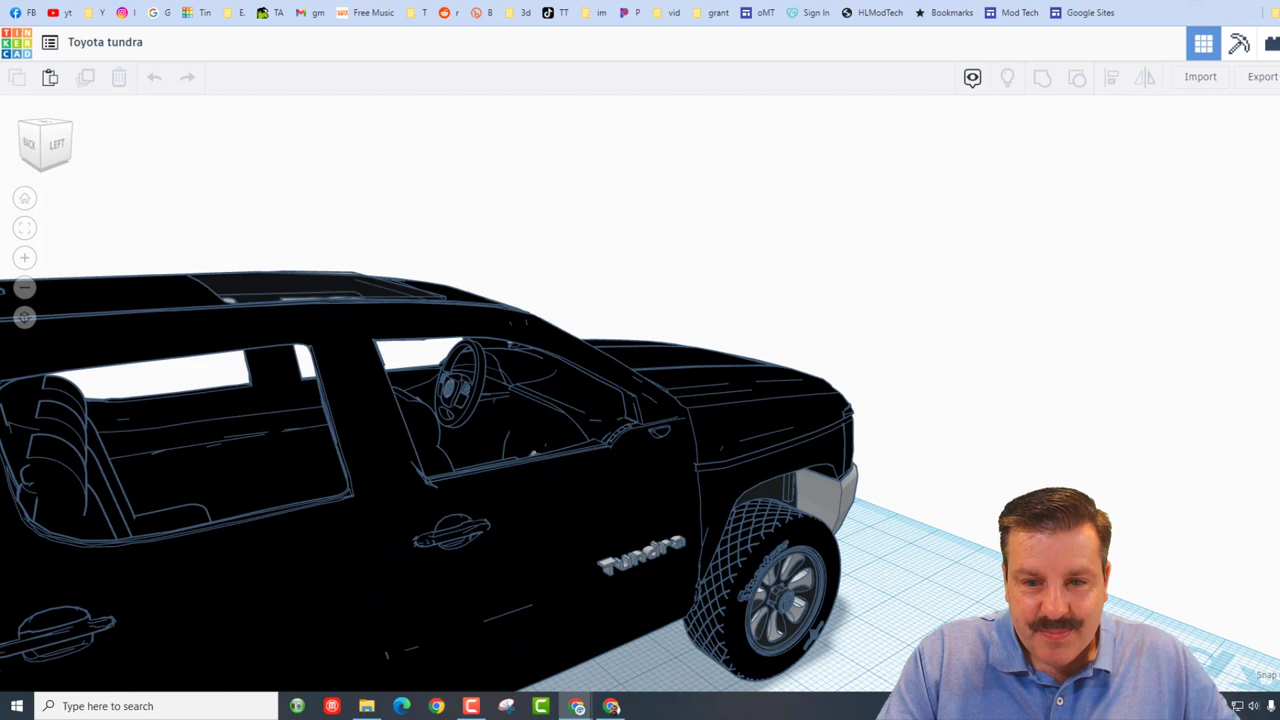 FB yt Y I G G Tin E. TA gm Free Music T r B 3d TT im P vid grant oMT Sign In HLModTech Bookmarks Mod Tech Google Sites
TIN KER CAD Toyota tundra
Import Export
BACK LEFT
Tundra
Snap
Type here to search